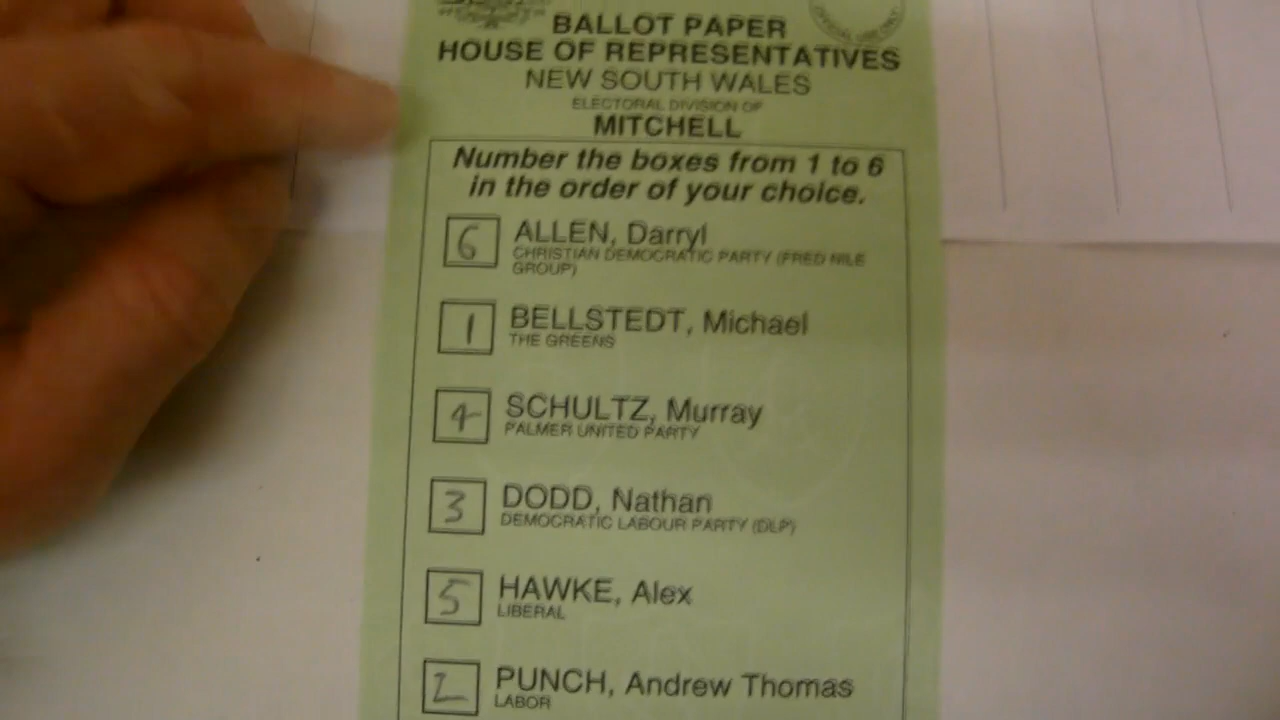 BALLOT PAPER
HOUSE OF REPRESENTATIVES
NEW SOUTH WALES
ELECTORAL DIVISION OF
MITCHELL
Number the boxes from 1 to 6
in the order of your choice.
6 ALLEN, Darryl
CHRISTIAN DEMOCRATIC PARTY (FRED NILE
GROUP)
1 BELLSTEDT, Michael
THE GREENS
4 SCHULTZ, Murray
PALMER UNITED PARTY
3 DODD, Nathan
DEMOCRATIC LABOUR PARTY (DLP)
5 HAWKE, Alex
LIBERAL
2 PUNCH, Andrew Thomas
LABOR